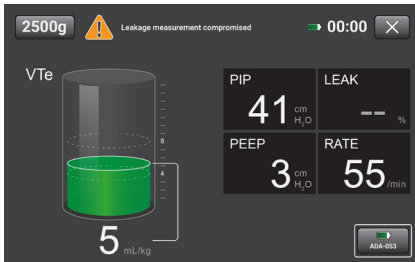 2500g
Leakage measurement compromised
00:00
VTe
8
4
5 mL/kg
PIP
41 cm H₂O
LEAK
-- %
PEEP
3 cm H₂O
RATE
55 /min
ADA-053